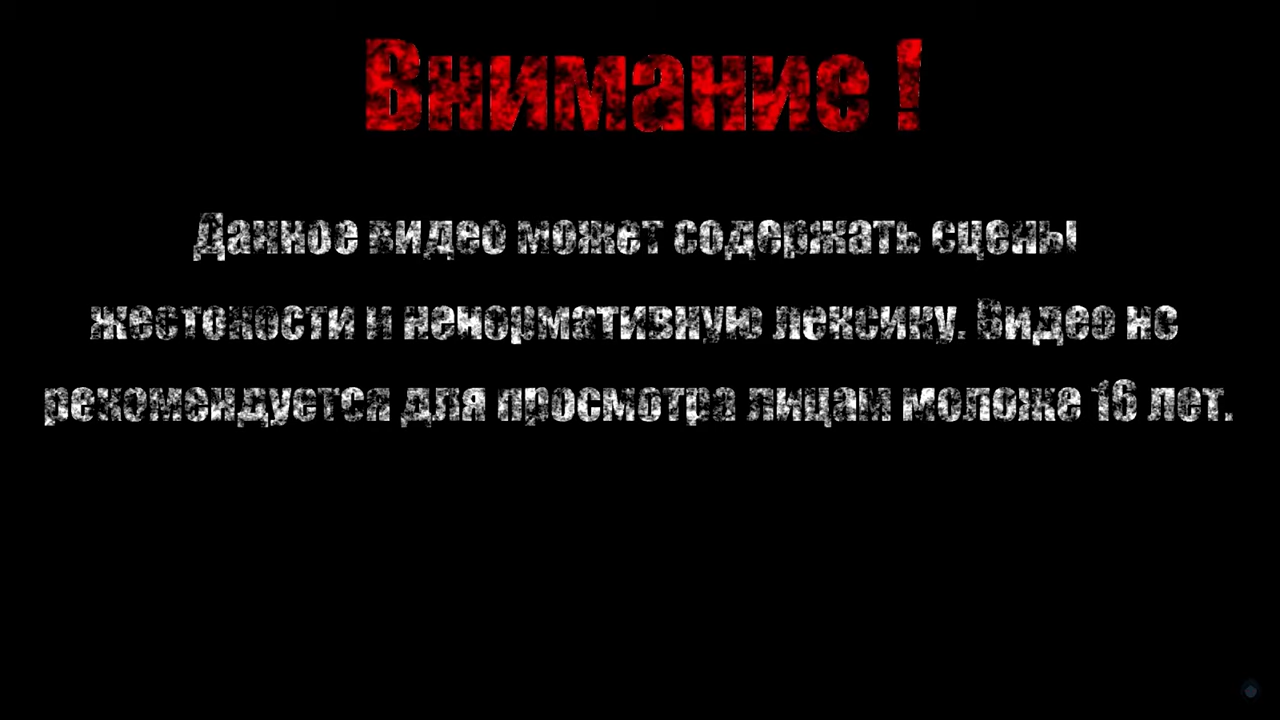 Внимание !
Данное видео может содержать сцены
жестокости и ненормативную лексику. Видео не
рекомендуется для просмотра лицам моложе 16 лет.